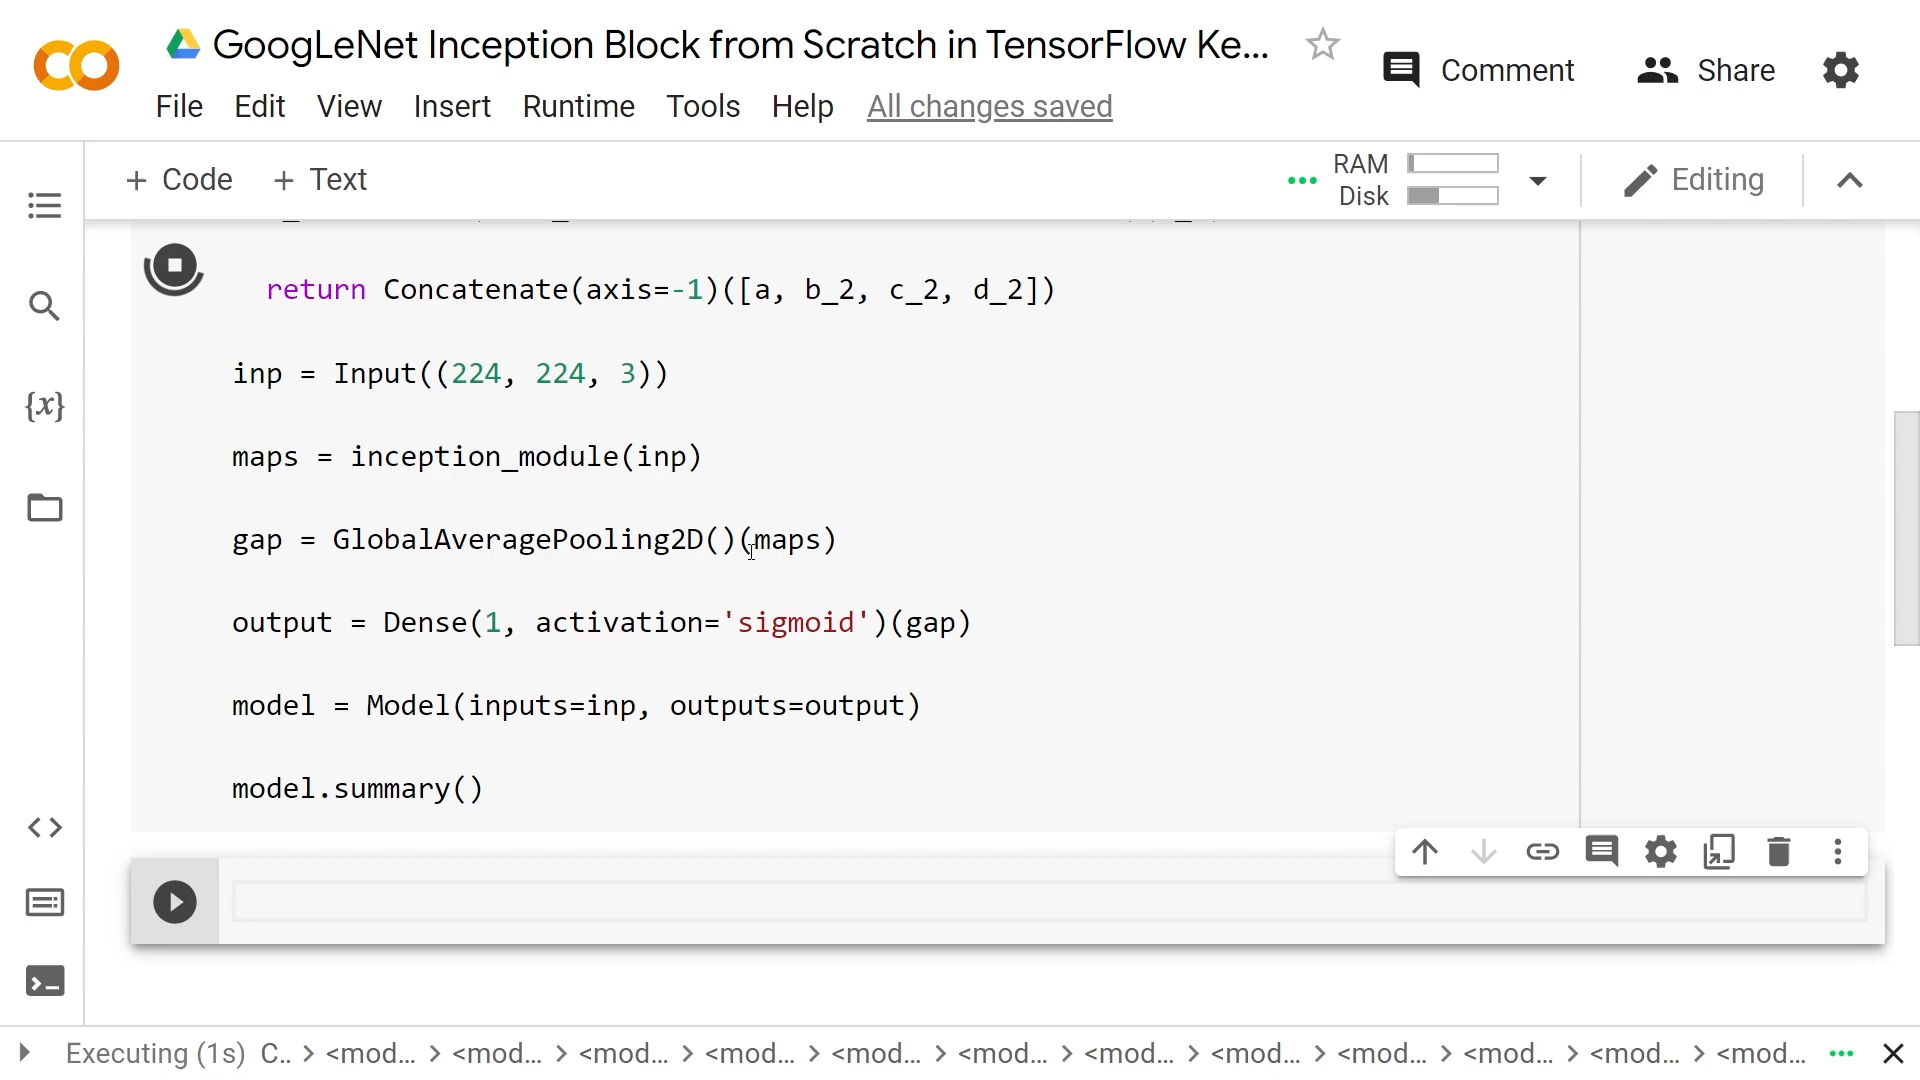 GoogLeNet Inception Block from Scratch in TensorFlow Ke...
Comment
Share
File Edit View Insert Runtime Tools Help All changes saved
+ Code + Text
RAM
Disk
Editing
return Concatenate(axis=-1)([a, b_2, c_2, d_2])
inp = Input((224, 224, 3))
maps = inception_module(inp)
gap = GlobalAveragePooling2D()(maps)
output = Dense(1, activation='sigmoid')(gap)
model = Model(inputs=inp, outputs=output)
model.summary()
Executing (1s) C.. > <mod... > <mod... > <mod... > <mod... > <mod... > <mod... > <mod... > <mod... > <mod... > <mod... > <mod... > <mod...